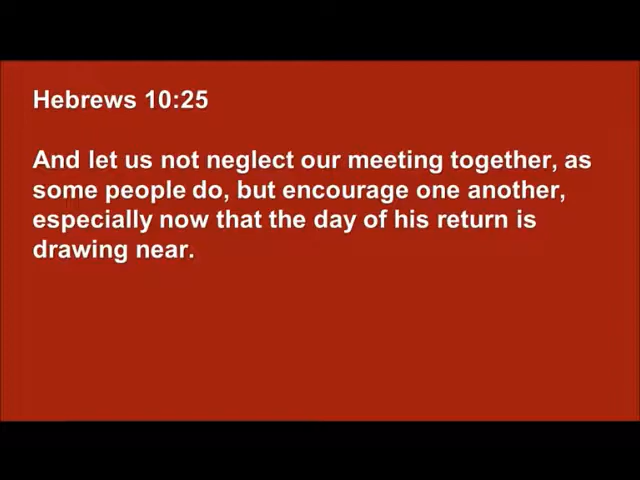 Hebrews 10:25
And let us not neglect our meeting together, as
some people do, but encourage one another,
especially now that the day of his return is
drawing near.